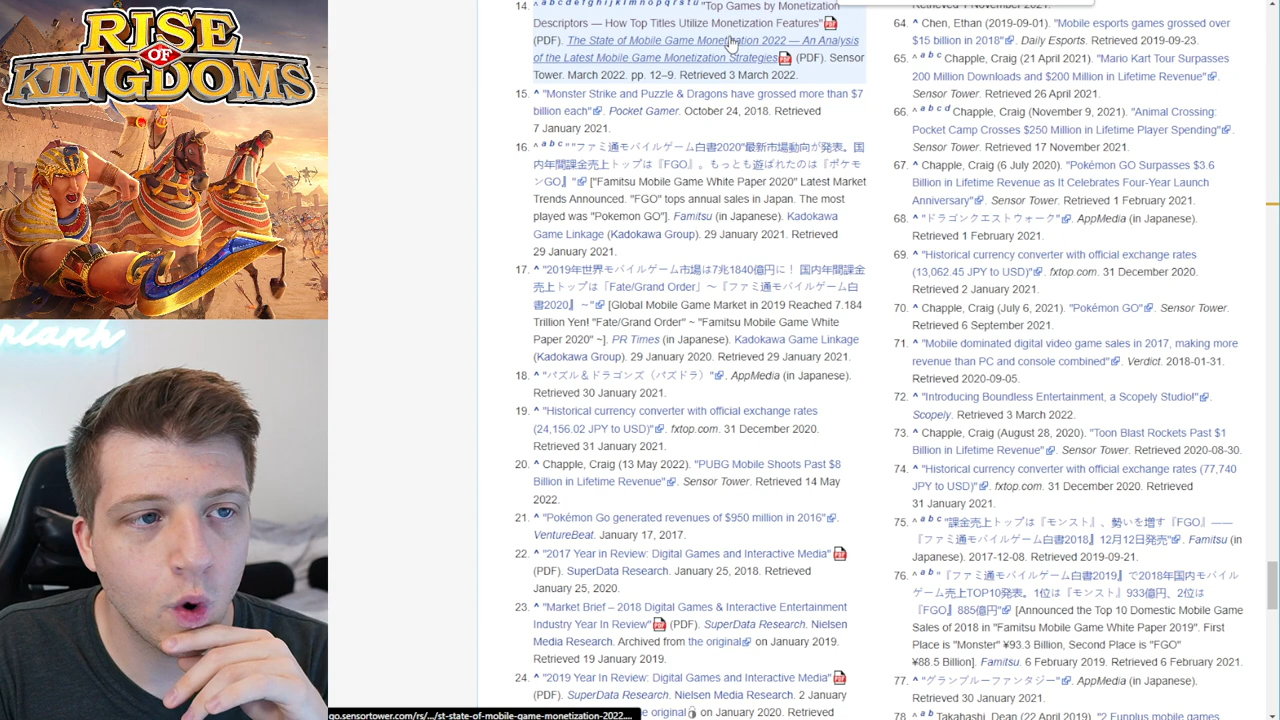 RISE
OF
KINGDOMS
14. ^ a b c d e f g h i j k l m n o p q r s t u "Top Games by Monetization
Descriptors — How Top Titles Utilize Monetization Features"
(PDF). The State of Mobile Game Monetization 2022 — An Analysis
of the Latest Mobile Game Monetization Strategies (PDF). Sensor
Tower. March 2022. pp. 12–9. Retrieved 3 March 2022.
15. ^ "Monster Strike and Puzzle & Dragons have grossed more than $7
billion each". Pocket Gamer. October 24, 2018. Retrieved
7 January 2021.
16. ^ a b c "“ファミ通モバイルゲーム白書2020”最新市場動向が発表。国
内年間課金売上トップは『FGO』。もっとも遊ばれたのは『ポケモ
ンGO』" ["Famitsu Mobile Game White Paper 2020" Latest Market
Trends Announced. "FGO" tops annual sales in Japan. The most
played was "Pokemon GO"]. Famitsu (in Japanese). Kadokawa
Game Linkage (Kadokawa Group). 29 January 2021. Retrieved
29 January 2021.
17. ^ "2019年世界モバイルゲーム市場は7兆1840億円に！ 国内年間課金
売上トップは「Fate/Grand Order」～『ファミ通モバイルゲーム白
書2020』～" [Global Mobile Game Market in 2019 Reached 7.184
Trillion Yen! "Fate/Grand Order" ~ "Famitsu Mobile Game White
Paper 2020" ~]. PR Times (in Japanese). Kadokawa Game Linkage
(Kadokawa Group). 29 January 2020. Retrieved 29 January 2021.
18. ^ "パズル＆ドラゴンズ（パズドラ）". AppMedia (in Japanese).
Retrieved 30 January 2021.
19. ^ "Historical currency converter with official exchange rates
(24,156.02 JPY to USD)". fxtop.com. 31 December 2020.
Retrieved 31 January 2021.
20. ^ Chapple, Craig (13 May 2022). "PUBG Mobile Shoots Past $8
Billion in Lifetime Revenue". Sensor Tower. Retrieved 14 May
2022.
21. ^ "Pokémon Go generated revenues of $950 million in 2016".
VentureBeat. January 17, 2017.
22. ^ "2017 Year in Review: Digital Games and Interactive Media"
(PDF). SuperData Research. January 25, 2018. Retrieved
January 25, 2020.
23. ^ "Market Brief – 2018 Digital Games & Interactive Entertainment
Industry Year In Review" (PDF). SuperData Research. Nielsen
Media Research. Archived from the original on January 2019.
Retrieved 19 January 2019.
24. ^ "2019 Year In Review: Digital Games and Interactive Media"
(PDF). SuperData Research. Nielsen Media Research. 2 January
original on January 2020. Retrieved
go.sensortower.com/rs/.../st-state-of-mobile-game-monetization-2022....
64. ^ Chen, Ethan (2019-09-01). "Mobile esports games grossed over
$15 billion in 2018". Daily Esports. Retrieved 2019-09-23.
65. ^ a b c Chapple, Craig (21 April 2021). "Mario Kart Tour Surpasses
200 Million Downloads and $200 Million in Lifetime Revenue".
Sensor Tower. Retrieved 26 April 2021.
66. ^ a b c d Chapple, Craig (November 9, 2021). "Animal Crossing:
Pocket Camp Crosses $250 Million in Lifetime Player Spending".
Sensor Tower. Retrieved 17 November 2021.
67. ^ Chapple, Craig (6 July 2020). "Pokémon GO Surpasses $3.6
Billion in Lifetime Revenue as It Celebrates Four-Year Launch
Anniversary". Sensor Tower. Retrieved 1 February 2021.
68. ^ "ドラゴンクエストウォーク". AppMedia (in Japanese).
Retrieved 1 February 2021.
69. ^ "Historical currency converter with official exchange rates
(13,062.45 JPY to USD)". fxtop.com. 31 December 2020.
Retrieved 2 January 2021.
70. ^ Chapple, Craig (July 6, 2021). "Pokémon GO". Sensor Tower.
Retrieved 6 September 2021.
71. ^ "Mobile dominated digital video game sales in 2017, making more
revenue than PC and console combined". Verdict. 2018-01-31.
Retrieved 2020-09-05.
72. ^ "Introducing Boundless Entertainment, a Scopely Studio!".
Scopely. Retrieved 3 March 2022.
73. ^ Chapple, Craig (August 28, 2020). "Toon Blast Rockets Past $1
Billion in Lifetime Revenue". Sensor Tower. Retrieved 2020-08-30.
74. ^ "Historical currency converter with official exchange rates (77,740
JPY to USD)". fxtop.com. 31 December 2020. Retrieved
31 January 2021.
75. ^ a b c "課金売上トップは『モンスト』、勢いを増す『FGO』――
『ファミ通モバイルゲーム白書2018』12月12日発売". Famitsu (in
Japanese). 2017-12-08. Retrieved 2019-09-21.
76. ^ a b "『ファミ通モバイルゲーム白書2019』で2018年国内モバイル
ゲーム売上TOP10発表。1位は『モンスト』933億円、2位は
『FGO』885億円" [Announced the Top 10 Domestic Mobile Game
Sales of 2018 in "Famitsu Mobile Game White Paper 2019". First
Place is "Monster" ¥93.3 Billion, Second Place is "FGO"
¥88.5 Billion]. Famitsu. 6 February 2019. Retrieved 6 February 2021.
77. ^ "グランブルーファンタジー". AppMedia (in Japanese).
Retrieved 30 January 2021.
78. ^ Takahashi, Dean (22 April 2019). "2 Funplus mobile games